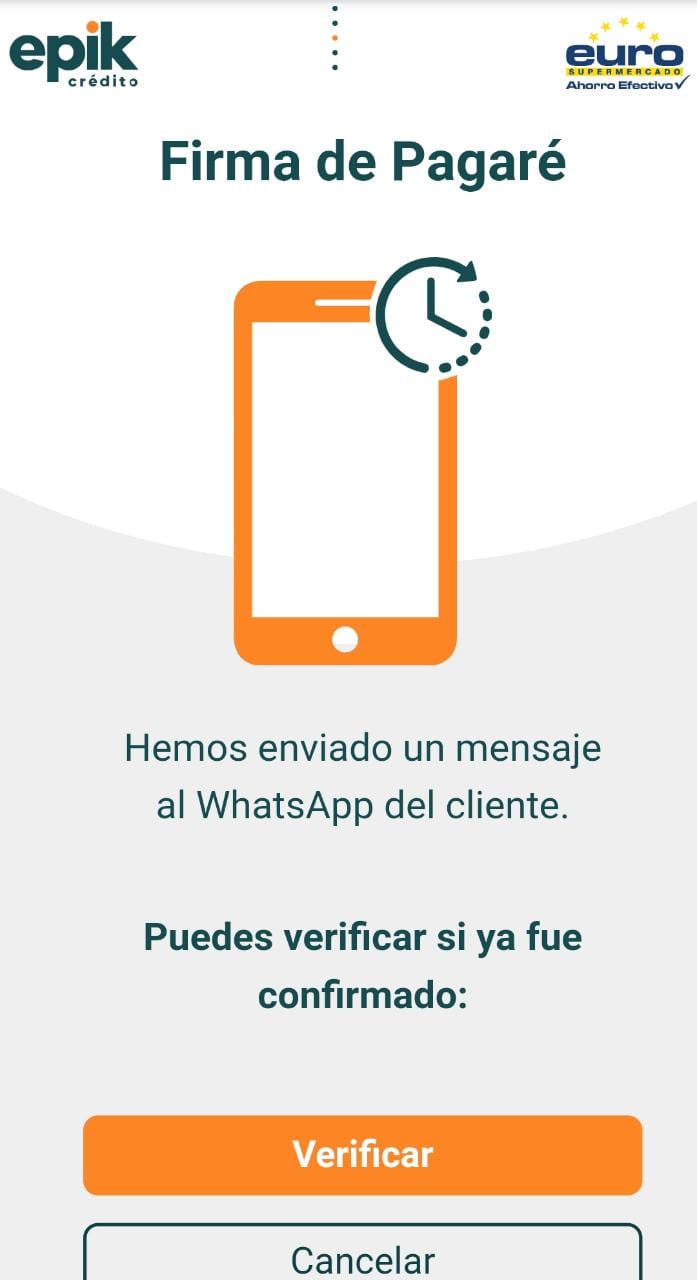 epik
crédito
euro
SUPERMERCADO
Ahorro Efectivo
Firma de Pagaré
Hemos enviado un mensaje
al WhatsApp del cliente.
Puedes verificar si ya fue
confirmado:
Verificar
Cancelar